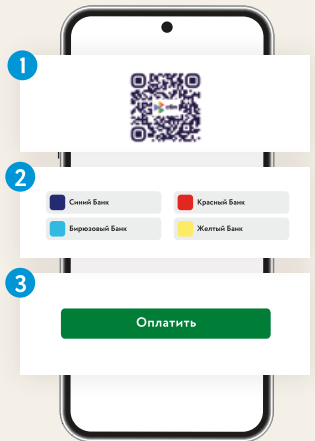 1
2
Синий Банк
Красный Банк
Бирюзовый Банк
Желтый Банк
3
Оплатить